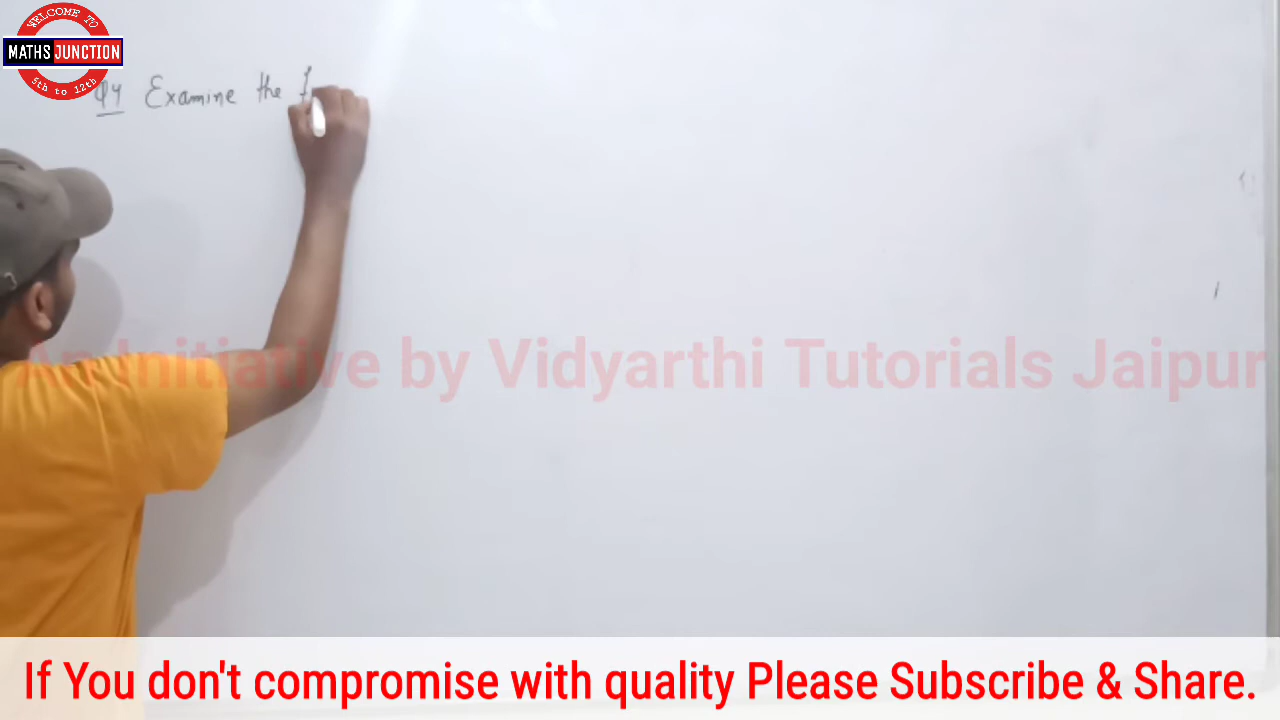 WELCOME TO
MATHS JUNCTION
5th to 12th
Q4 Examine the f
An Initiative by Vidyarthi Tutorials Jaipur
If You don't compromise with quality Please Subscribe & Share.